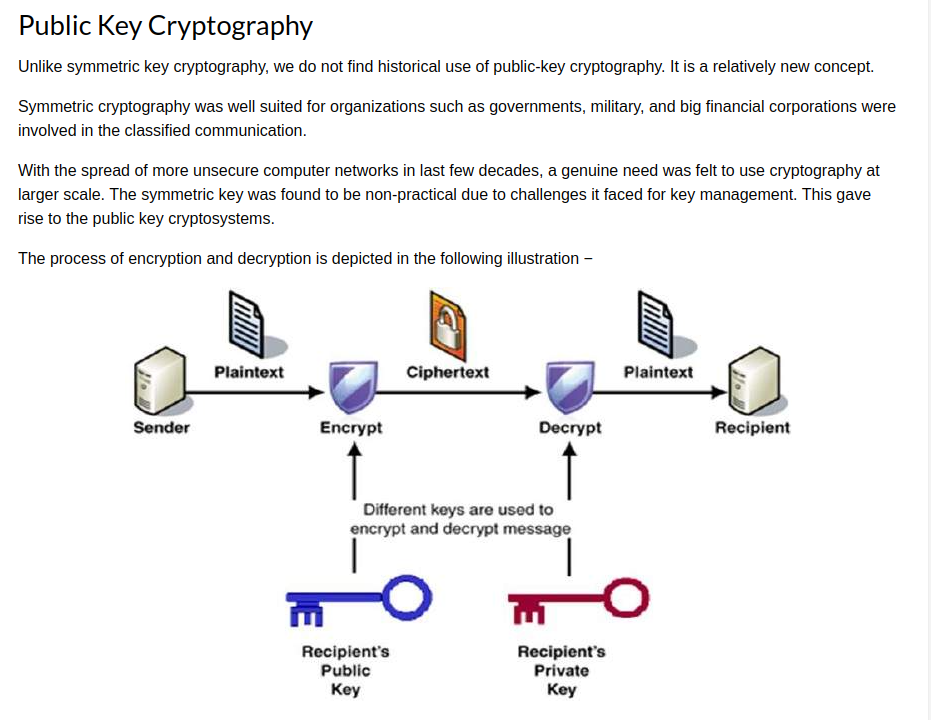 Public Key Cryptography
Unlike symmetric key cryptography, we do not find historical use of public-key cryptography. It is a relatively new concept.
Symmetric cryptography was well suited for organizations such as governments, military, and big financial corporations were
involved in the classified communication.
With the spread of more unsecure computer networks in last few decades, a genuine need was felt to use cryptography at
larger scale. The symmetric key was found to be non-practical due to challenges it faced for key management. This gave
rise to the public key cryptosystems.
The process of encryption and decryption is depicted in the following illustration −
Plaintext
Ciphertext
Plaintext
Sender
Encrypt
Decrypt
Recipient
Different keys are used to
encrypt and decrypt message
Recipient's
Public
Key
Recipient's
Private
Key